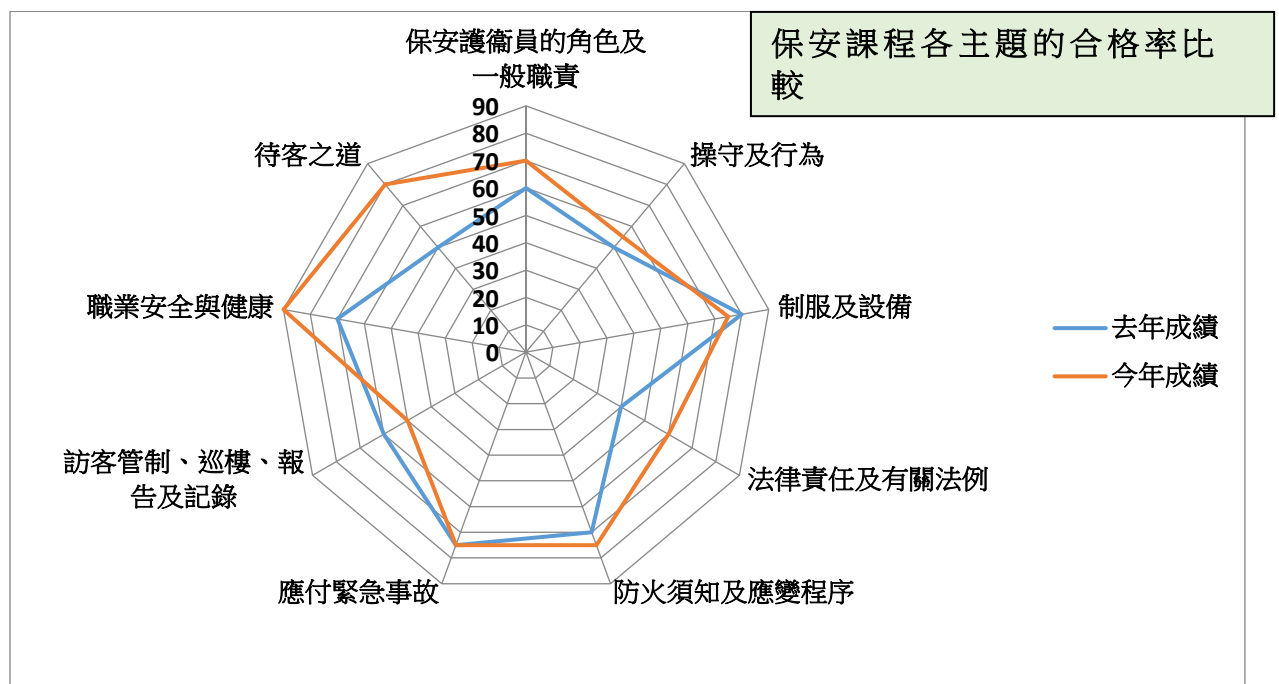 保安課程各主題的合格率比
較
保安護衞員的角色及
一般職責
操守及行為
制服及設備
法律責任及有關法例
防火須知及應變程序
應付緊急事故
訪客管制、巡樓、報
告及記錄
職業安全與健康
待客之道
90
80
70
60
50
40
30
20
10
0
去年成績
今年成績